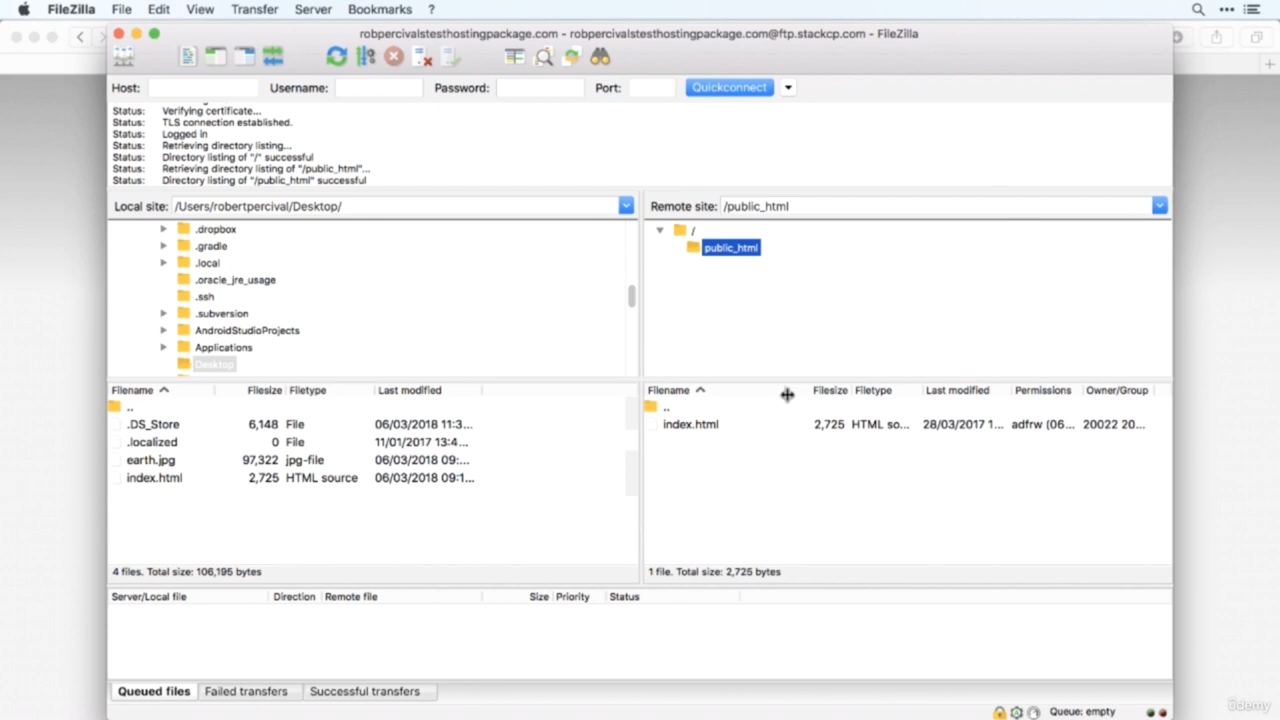 FileZilla File Edit View Transfer Server Bookmarks ?
robpercivalstesthostingpackage.com - robpercivalstesthostingpackage.com@ftp.stackcp.com - FileZilla
Host: Username: Password: Port: Quickconnect
Status: Verifying certificate...
Status: TLS connection established.
Status: Logged in
Status: Retrieving directory listing...
Status: Directory listing of "/" successful
Status: Retrieving directory listing of "/public_html"...
Status: Directory listing of "/public_html" successful
Local site: /Users/robertpercival/Desktop/
.dropbox
.gradle
.local
.oracle_jre_usage
.ssh
.subversion
AndroidStudioProjects
Applications
Desktop
Remote site: /public_html
/
public_html
Filename Filesize Filetype Last modified
..
.DS_Store 6,148 File 06/03/2018 11:3...
.localized 0 File 11/01/2017 13:4...
earth.jpg 97,322 jpg-file 06/03/2018 09:...
index.html 2,725 HTML source 06/03/2018 09:1...
4 files. Total size: 106,195 bytes
Filename Filesize Filetype Last modified Permissions Owner/Group
..
index.html 2,725 HTML so... 28/03/2017 1... adfrw (06... 20022 20...
1 file. Total size: 2,725 bytes
Server/Local file Direction Remote file Size Priority Status
Queued files Failed transfers Successful transfers
Queue: empty
ûdemy